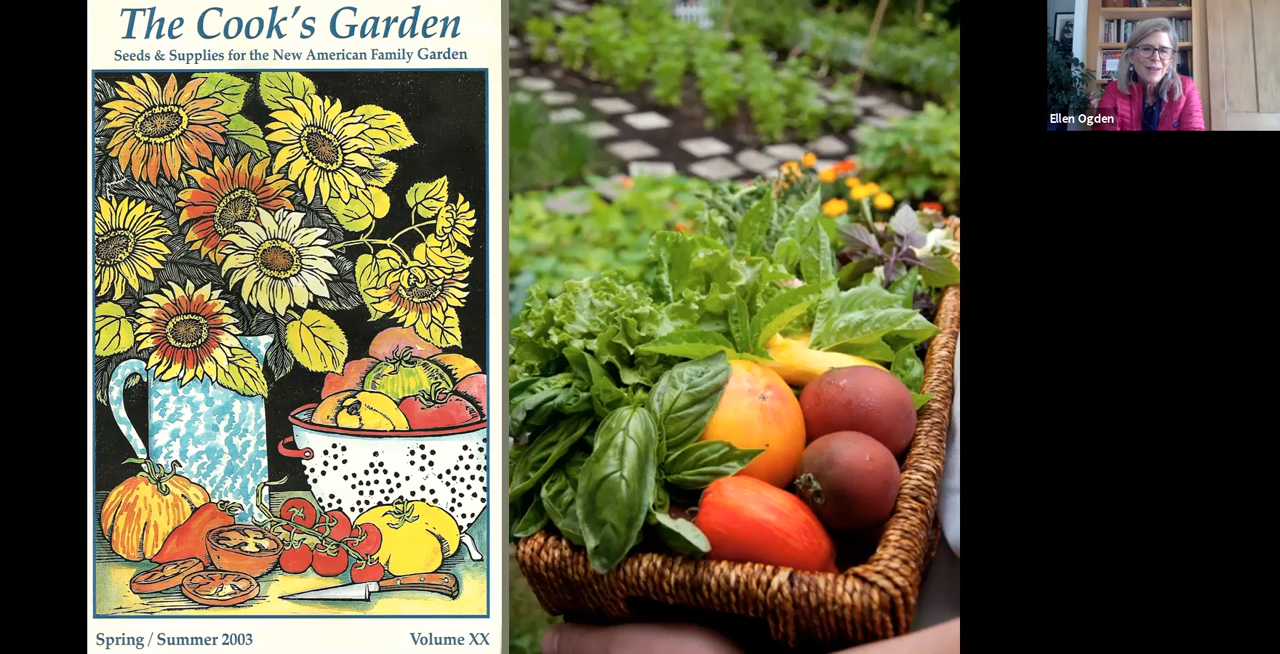 The Cook's Garden
Seeds & Supplies for the New American Family Garden
Spring / Summer 2003
Volume XX
Ellen Ogden